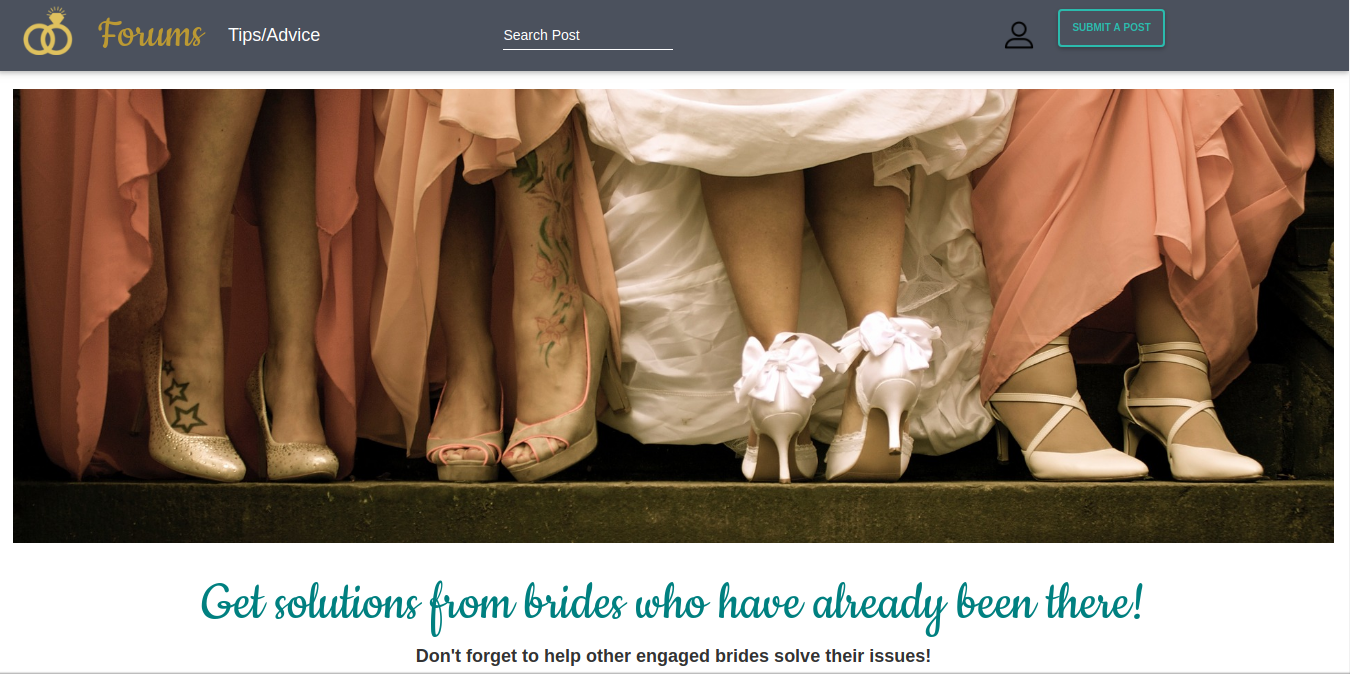 Forums
Tips/Advice
Search Post
SUBMIT A POST
Get solutions from brides who have already been there!
Don't forget to help other engaged brides solve their issues!